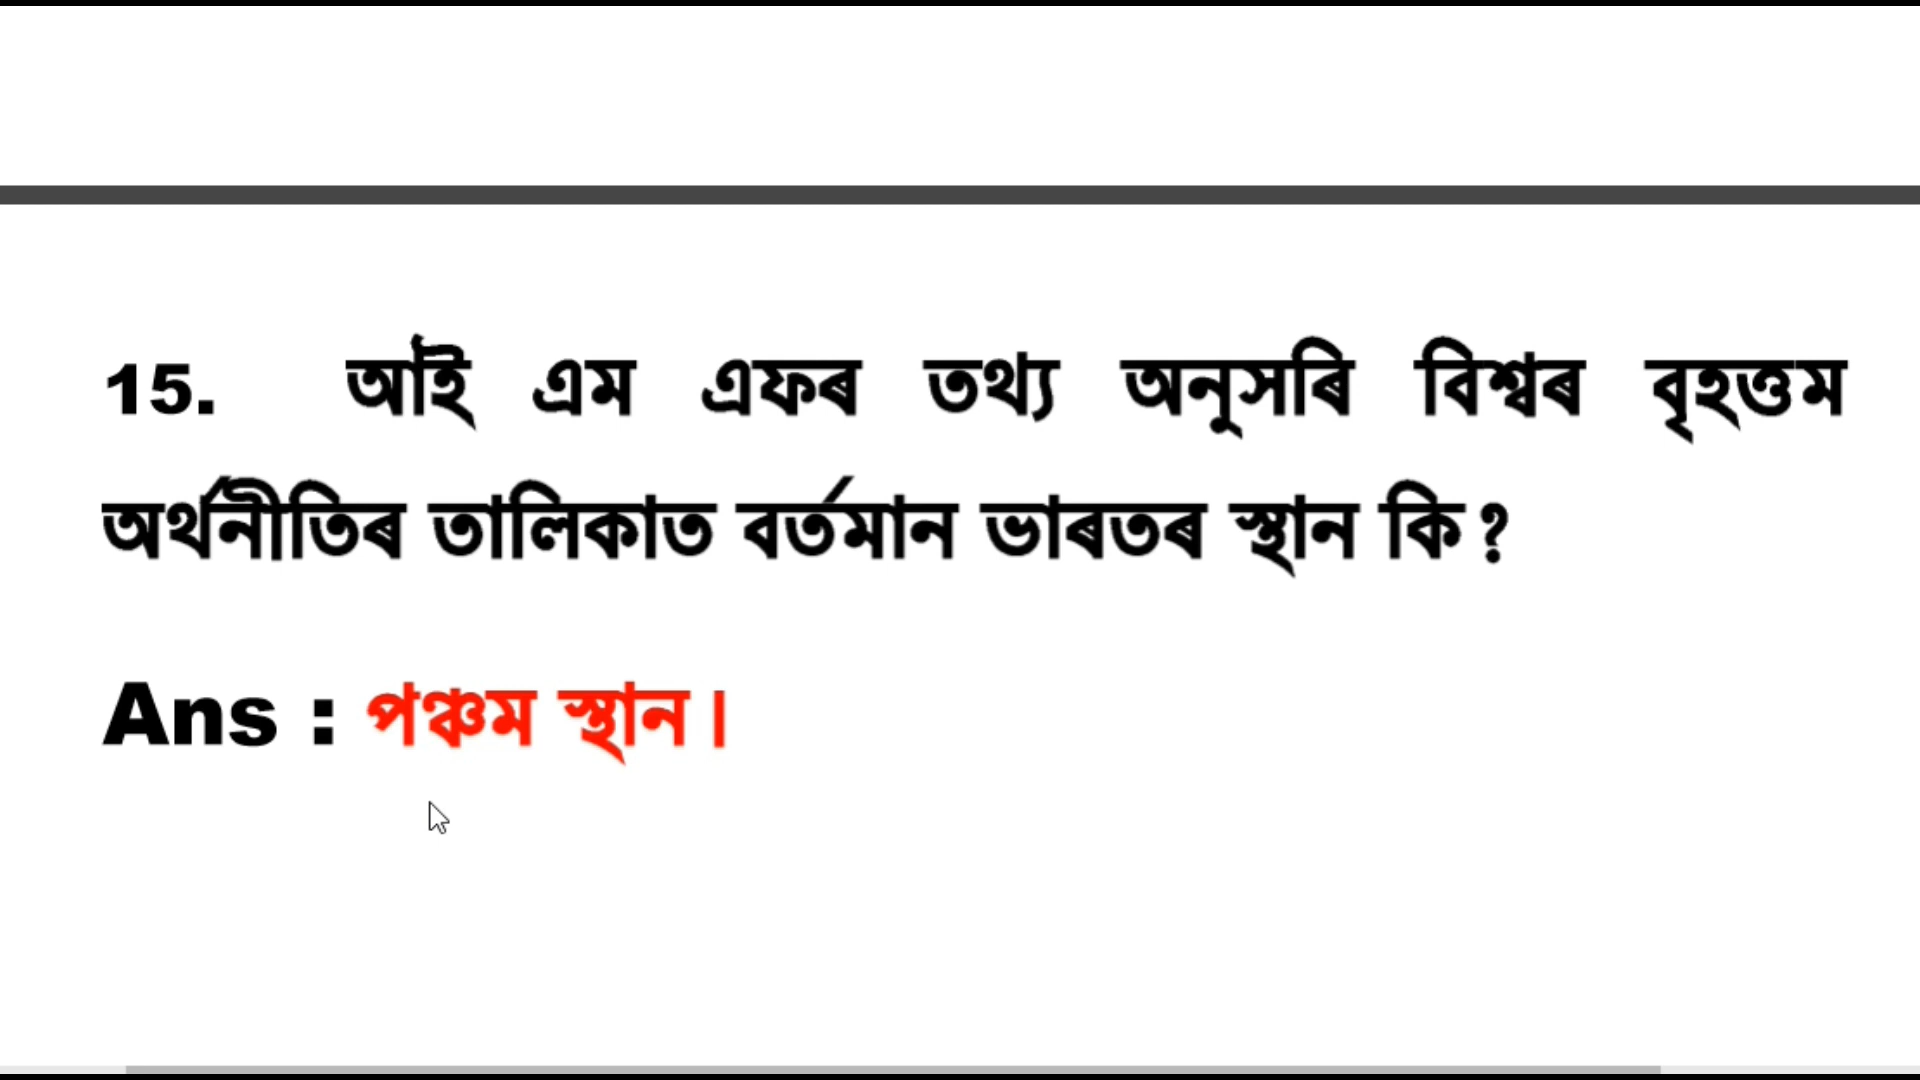 15. আই এম এফৰ তথ্য অনুসৰি বিশ্বৰ বৃহত্তম
অৰ্থনীতিৰ তালিকাত বৰ্তমান ভাৰতৰ স্থান কি?
Ans : পঞ্চম স্থান।